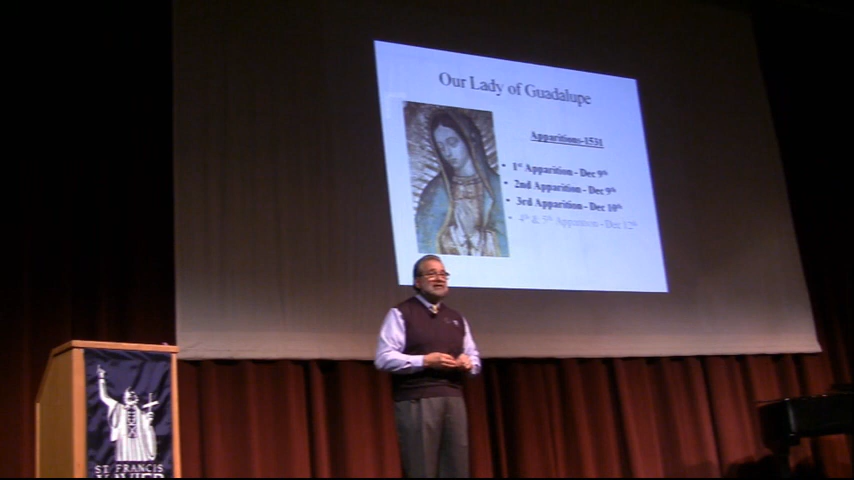 Our Lady of Guadalupe
Apparitions-1531
• 1st Apparition - Dec 9th
• 2nd Apparition - Dec 9th
• 3rd Apparition - Dec 10th
• 4th & 5th Apparition - Dec 12th
ST FRANCIS
XAVIER